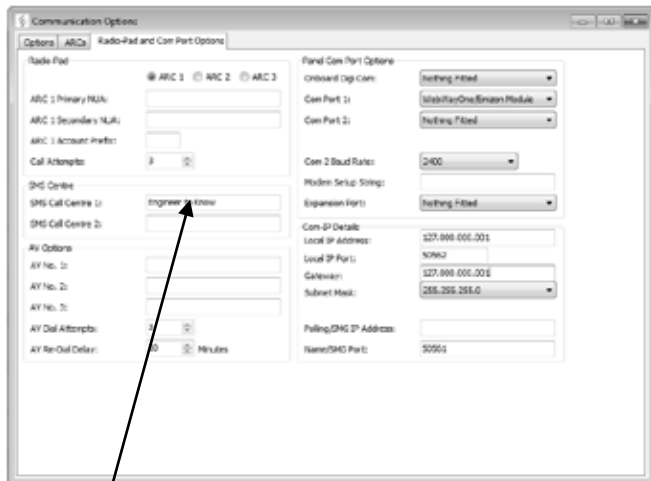 Communication Options
Options ARCs Radio-Pad and Com Port Options
Radio Pad
ARC 1 ARC 2 ARC 3
ARC 1 Primary NUA:
ARC 1 Secondary NUA:
ARC 1 Account Prefix:
Call Attempts: 3
SMS Centre
SMS Call Centre 1: Engineer to Know
SMS Call Centre 2:
AV Options
AV No. 1:
AV No. 2:
AV No. 3:
AV Dial Attempts:
AV Re-Dial Delay: Minutes
Panel Com Port Options
Onboard Digi Com: Nothing Fitted
Com Port 1: WebWayOne/Emizon Module
Com Port 2: Nothing Fitted
Com 2 Baud Rate: 2400
Modem Setup String:
Expansion Port: Nothing Fitted
Com-IP Details
Local IP Address: 127.000.000.001
Local IP Port: 50562
Gateway: 127.000.000.001
Subnet Mask: 255.255.255.0
Polling/SMG IP Address:
Name/SMG Port: 50561